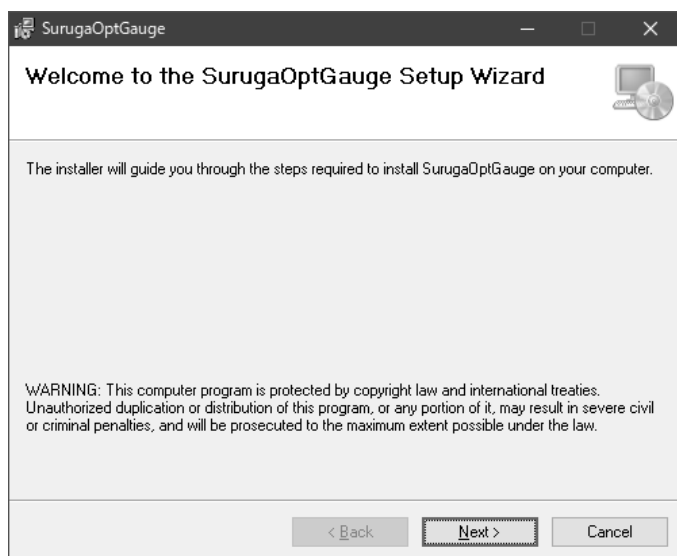 SurugaOptGauge
Welcome to the SurugaOptGauge Setup Wizard
The installer will guide you through the steps required to install SurugaOptGauge on your computer.
WARNING: This computer program is protected by copyright law and international treaties.
Unauthorized duplication or distribution of this program, or any portion of it, may result in severe civil
or criminal penalties, and will be prosecuted to the maximum extent possible under the law.
< Back
Next >
Cancel